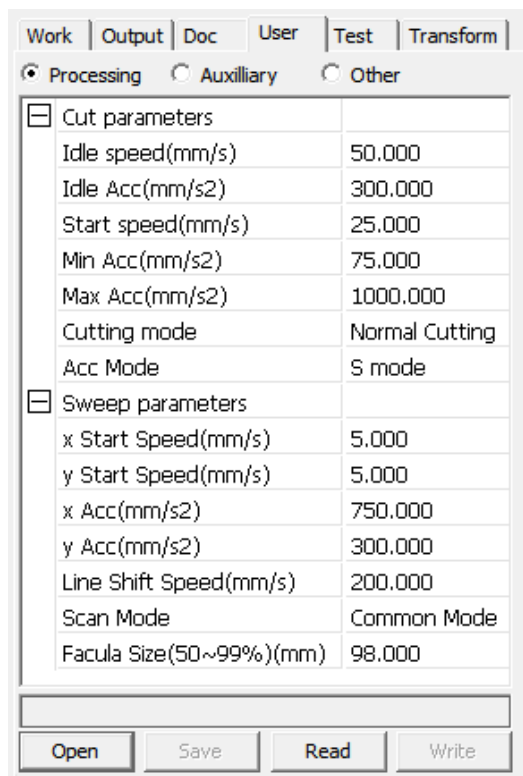 Work Output Doc User Test Transform
Processing Auxilliary Other
Cut parameters
Idle speed(mm/s) 50.000
Idle Acc(mm/s2) 300.000
Start speed(mm/s) 25.000
Min Acc(mm/s2) 75.000
Max Acc(mm/s2) 1000.000
Cutting mode Normal Cutting
Acc Mode S mode
Sweep parameters
x Start Speed(mm/s) 5.000
y Start Speed(mm/s) 5.000
x Acc(mm/s2) 750.000
y Acc(mm/s2) 300.000
Line Shift Speed(mm/s) 200.000
Scan Mode Common Mode
Facula Size(50~99%)(mm) 98.000
Open Save Read Write